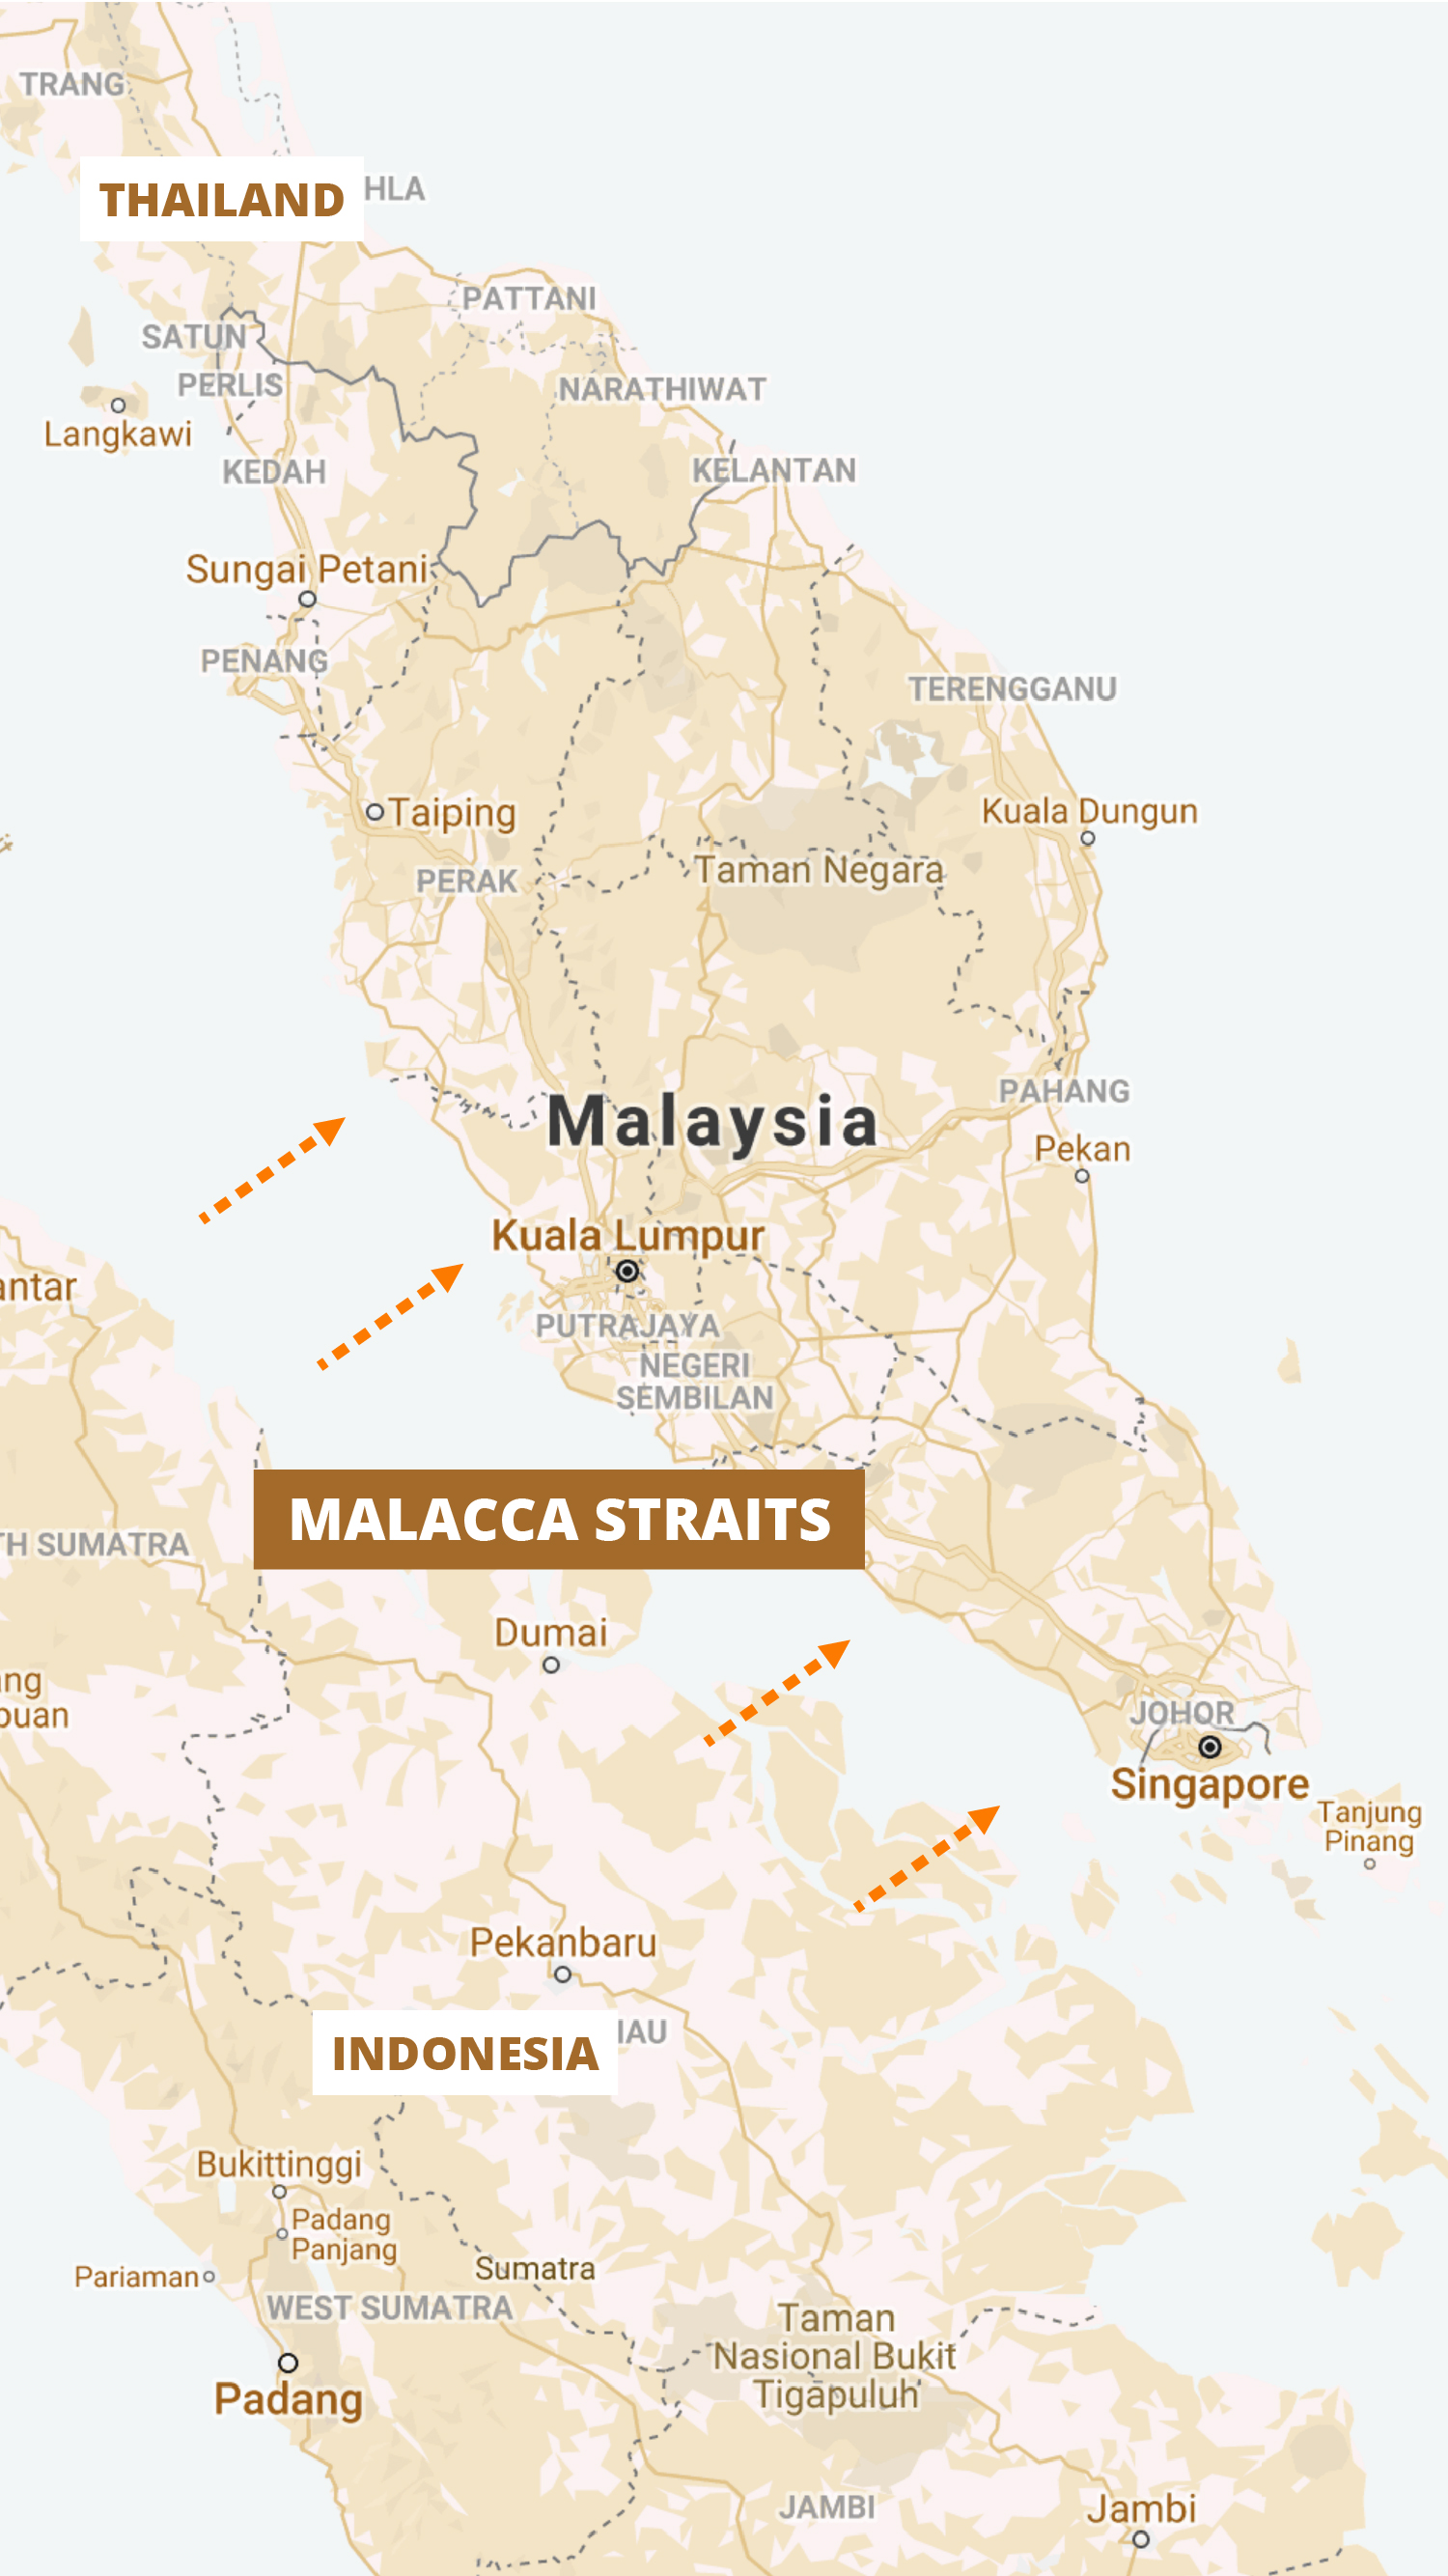 TRANG
THAILAND
HLA
PATTANI
SATUN
PERLIS
NARATHIWAT
Langkawi
KEDAH
KELANTAN
Sungai Petani
PENANG
TERENGGANU
Taiping
Kuala Dungun
Taman Negara
PERAK
PAHANG
Malaysia
Pekan
Kuala Lumpur
antar
PUTRAJAYA
NEGERI
SEMBILAN
MALACCA STRAITS
TH SUMATRA
Dumai
ng
puan
JOHOR
Singapore
Tanjung
Pinang
Pekanbaru
IAU
INDONESIA
Bukittinggi
Padang
Panjang
Pariaman
Sumatra
WEST SUMATRA
Taman
Nasional Bukit
Tigapuluh
Padang
JAMBI
Jambi